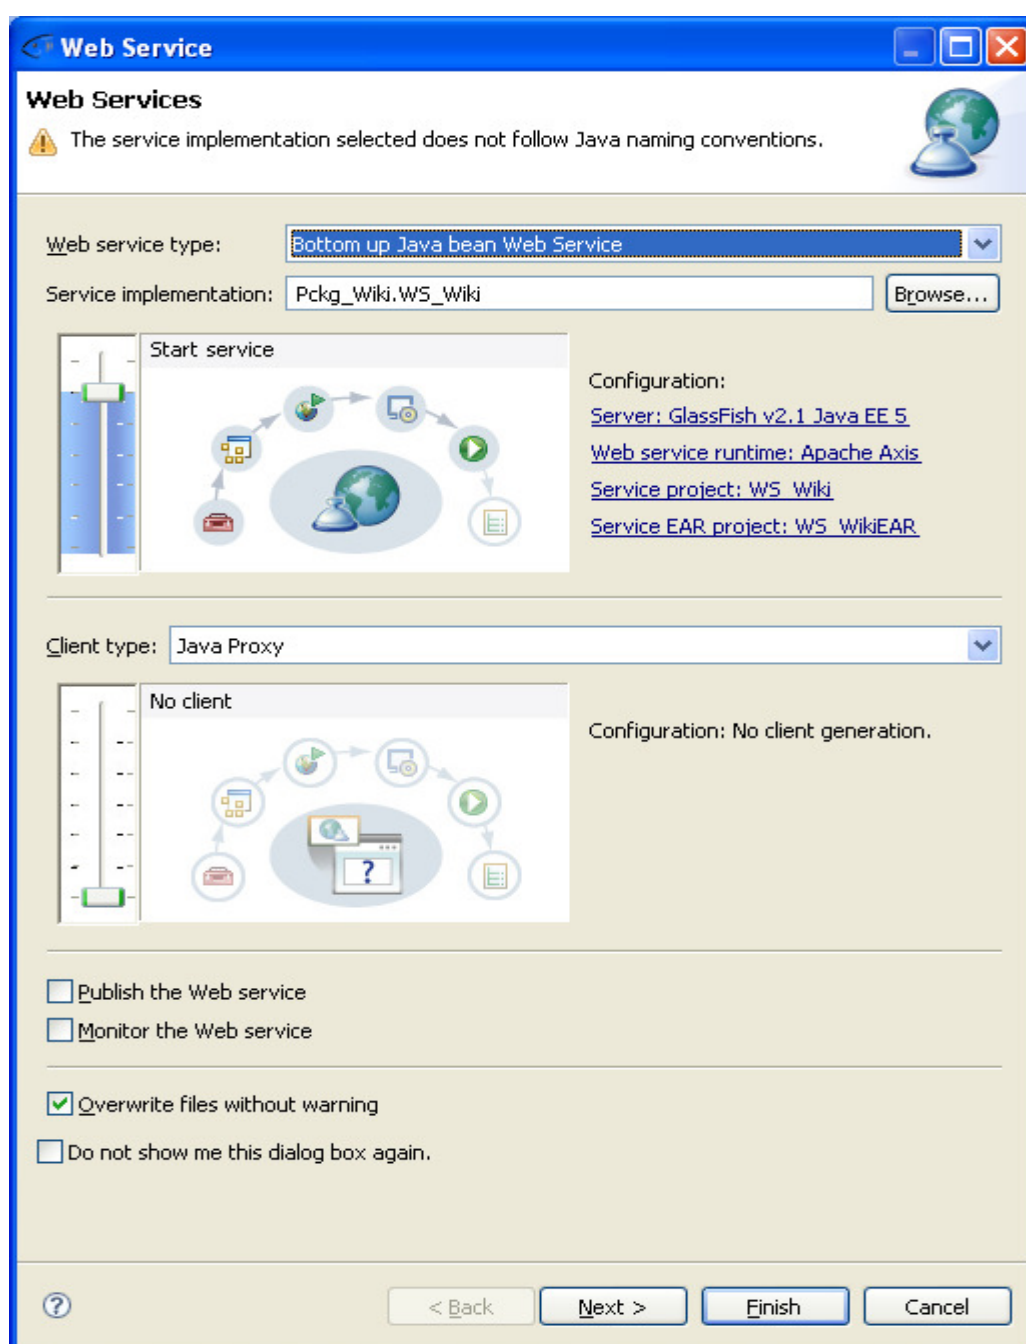 Web Service
Web Services
The service implementation selected does not follow Java naming conventions.
Web service type: Bottom up Java bean Web Service
Service implementation: Pckg_Wiki.WS_Wiki Browse...
Start service
Configuration:
Server: GlassFish v2.1 Java EE 5
Web service runtime: Apache Axis
Service project: WS_Wiki
Service EAR project: WS_WikiEAR
Client type: Java Proxy
No client
Configuration: No client generation.
?
Publish the Web service
Monitor the Web service
Overwrite files without warning
Do not show me this dialog box again.
? < Back Next > Finish Cancel